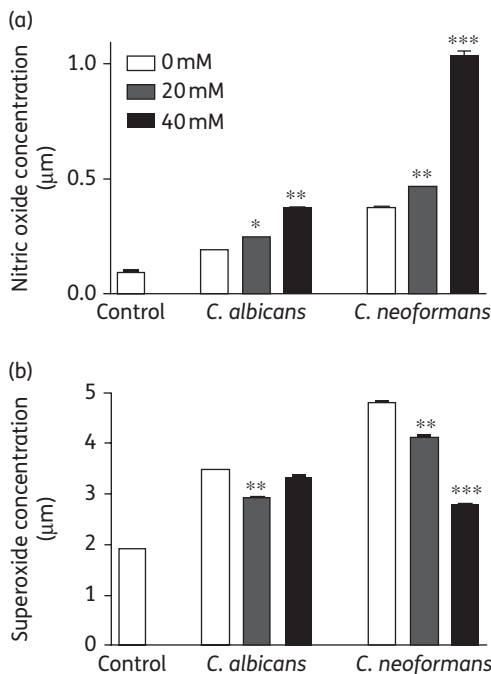 (a)
Nitric oxide concentration
(µm)
1.0
0.5
0.0
0 mM
20 mM
40 mM
*
**
**
***
Control
C. albicans
C. neoformans
(b)
Superoxide concentration
(µm)
5
4
3
2
1
0
**
**
***
Control
C. albicans
C. neoformans